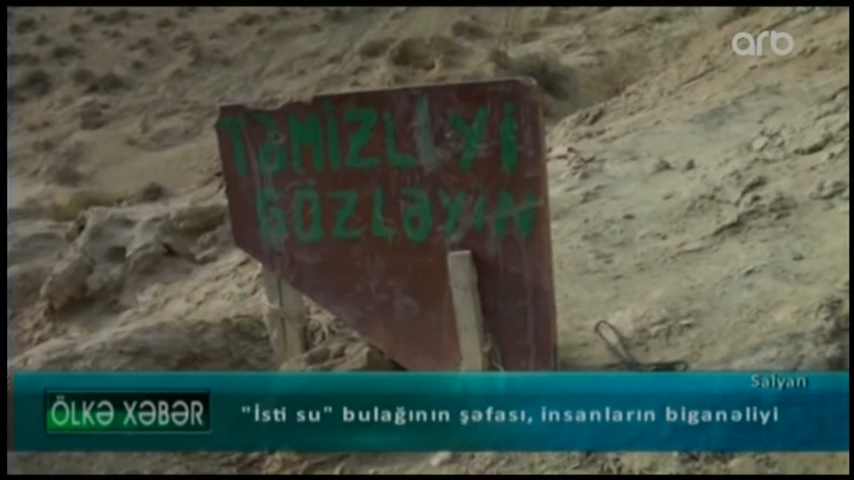 arb
TƏMİZLİYİ
GÖZLƏYİN
Salyan
ÖLKƏ XƏBƏR
"İsti su" bulağının şəfası, insanların biganəliyi